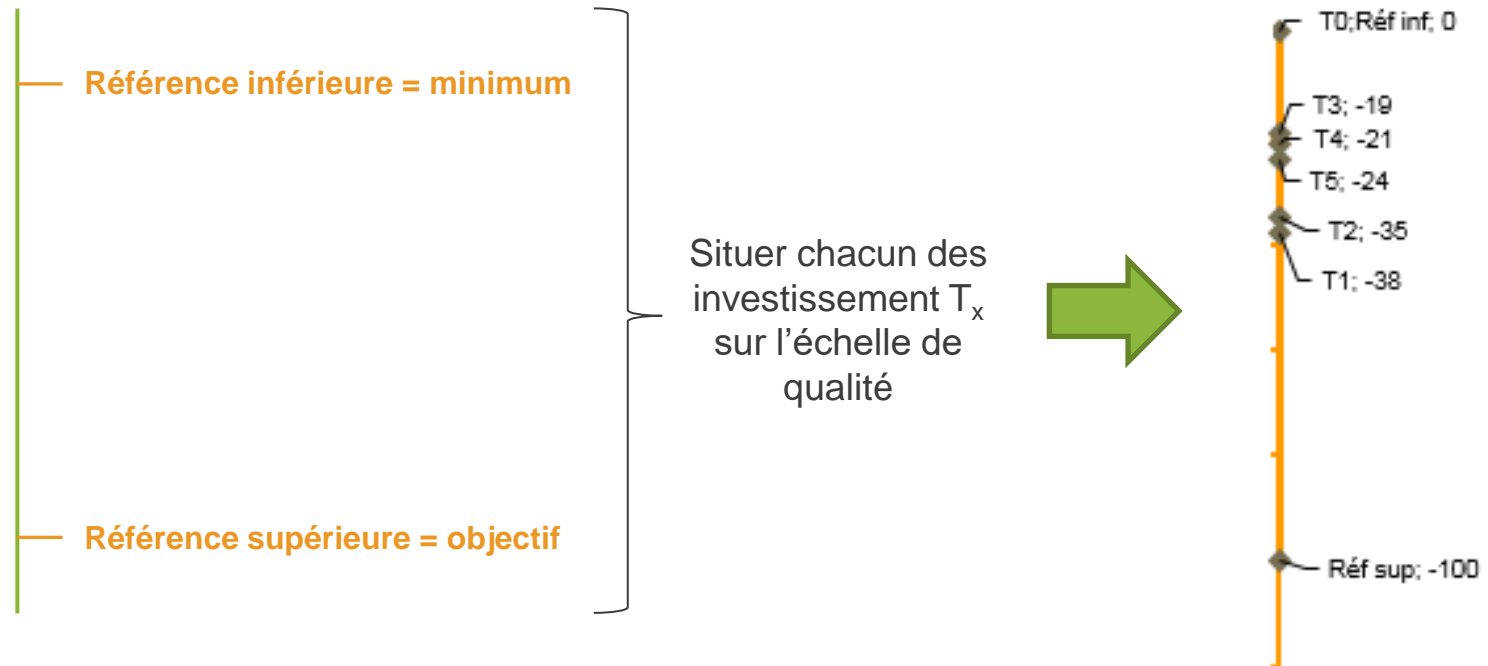 Référence inférieure = minimum
Référence supérieure = objectif
Situer chacun des
investissement Tx
sur l’échelle de
qualité
T0;Réf inf; 0
T3; -19
T4; -21
T5; -24
T2; -35
T1; -38
Réf sup; -100